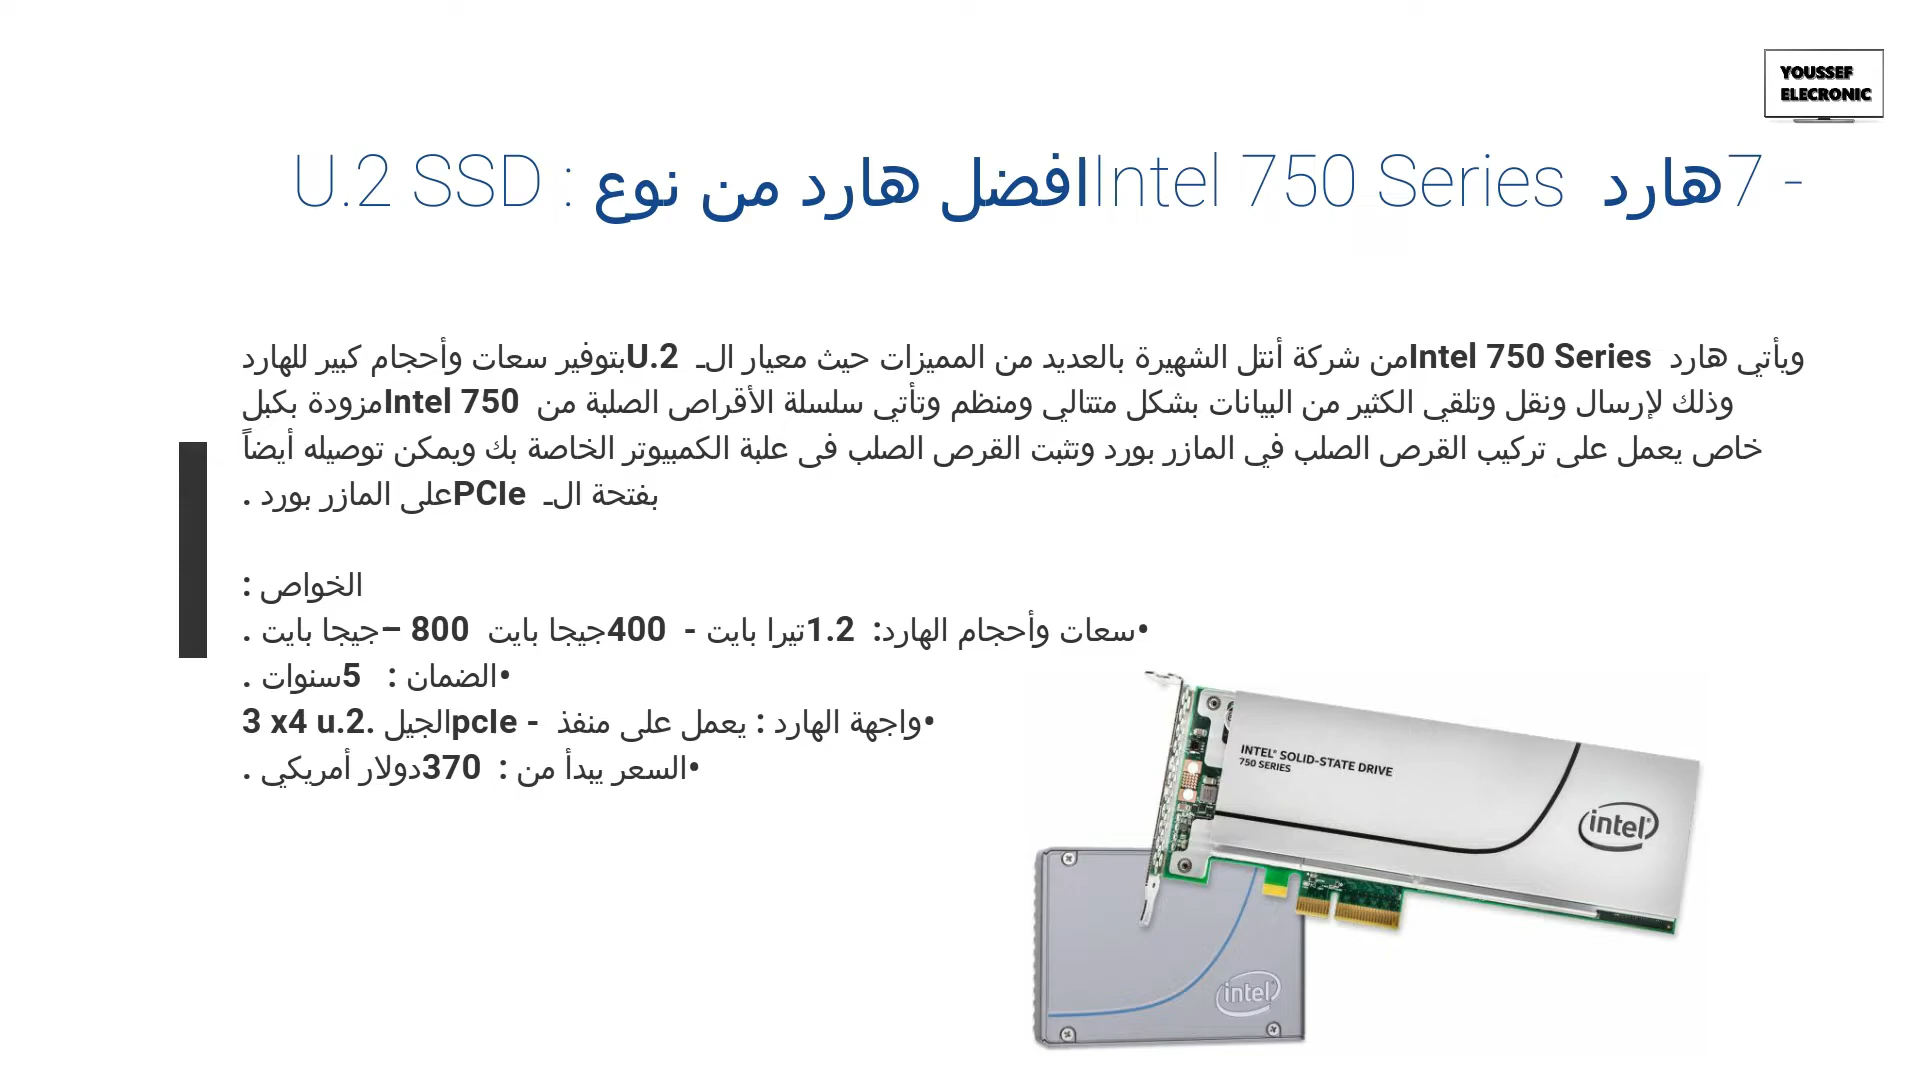 YOUSSEF
ELECRONIC
7- هارد Intel 750 Series افضل هارد من نوع U.2 SSD :
ويأتي هارد Intel 750 Series من شركة أنتل الشهيرة بالعديد من المميزات حيث معيار الـ U.2 بتوفير سعات وأحجام كبير للهارد
وذلك لإرسال ونقل وتلقي الكثير من البيانات بشكل متتالي ومنظم وتأتي سلسلة الأقراص الصلبة من Intel 750 مزودة بكبل
خاص يعمل على تركيب القرص الصلب في المازر بورد وتثبت القرص الصلب فى علبة الكمبيوتر الخاصة بك ويمكن توصيله أيضاً
بفتحة الـ PCIe على المازر بورد .
الخواص :
•سعات وأحجام الهارد: 1.2 تيرا بايت - 400 جيجا بايت – 800 جيجا بايت .
•الضمان : 5 سنوات .
•واجهة الهارد : يعمل على منفذ pcIe - الجيل 3 x4 u.2.
•السعر يبدأ من : 370 دولار أمريكي .
INTEL® SOLID-STATE DRIVE
750 SERIES
intel
intel